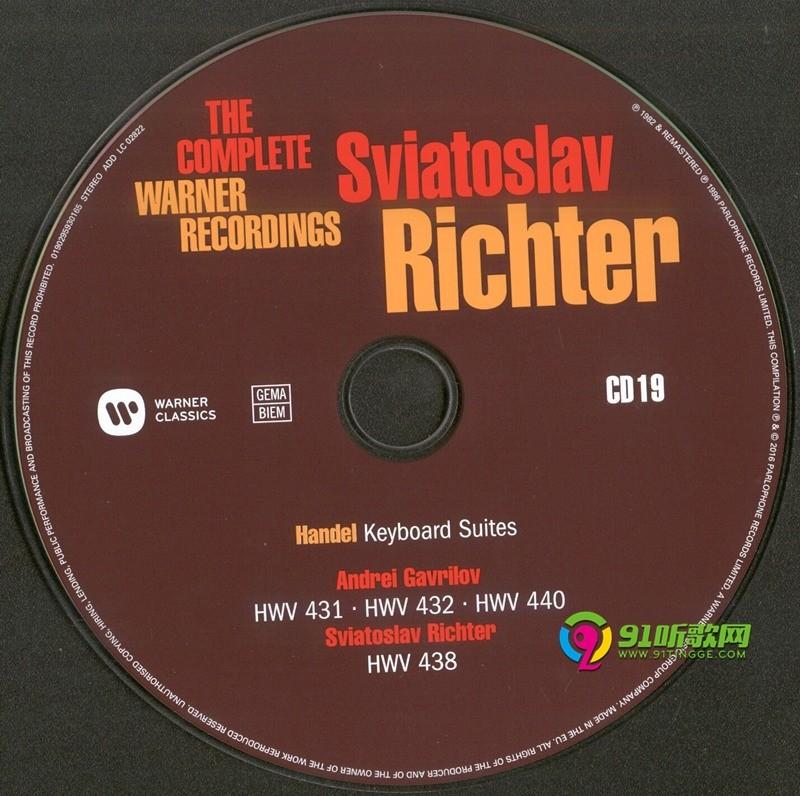 THE
COMPLETE
WARNER
RECORDINGS
Sviatoslav
Richter
WARNER
CLASSICS
GEMA
BIEM
CD 19
Handel Keyboard Suites
Andrei Gavrilov
HWV 431 · HWV 432 · HWV 440
Sviatoslav Richter
HWV 438
91听歌网
WWW.91TINGGE.COM
℗ 1982 & REMASTERED ℗ 1996 PARLOPHONE RECORDS LIMITED. THIS COMPILATION ℗ & © 2016 PARLOPHONE RECORDS LIMITED, A WARNER GROUP COMPANY. MADE IN THE EU. ALL RIGHTS OF THE PRODUCER AND OF THE OWNER OF THE WORK REPRODUCED RESERVED. UNAUTHORISED COPYING, HIRING, LENDING, PUBLIC PERFORMANCE AND BROADCASTING OF THIS RECORD PROHIBITED. 0190295930165 STEREO ADD LC 02822